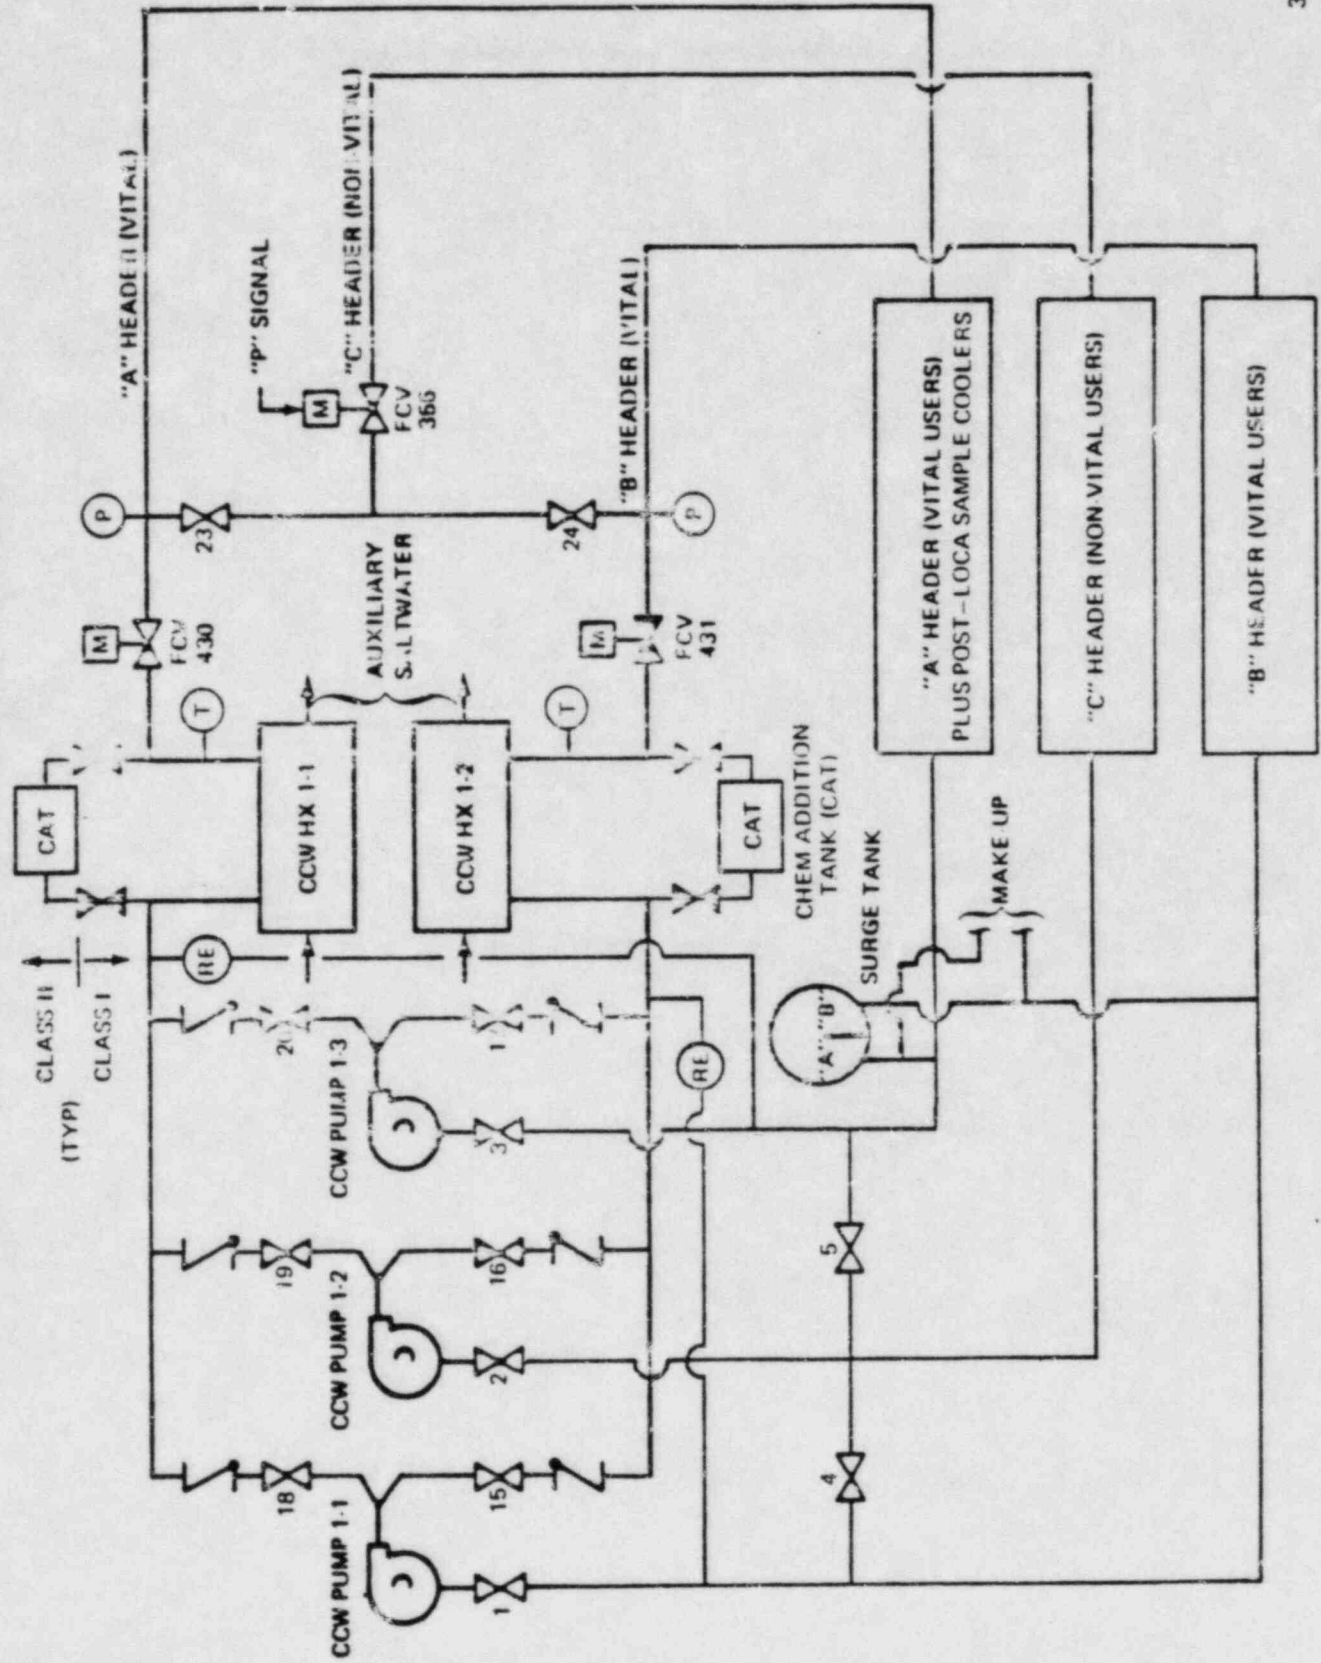 3
"A" HEADER (VITAL)
"P" SIGNAL
"C" HEADER (NON-VITAL)
M
FCV
"B" HEADER (VITAL)
P
23
24
P
AUXILIARY
SALTWATER
M
FCV
430
M
FCV
431
T
T
CAT
CCW HX 1-1
CCW HX 1-2
CAT
CHEM ADDITION
TANK (CAT)
CLASS II
(TYP)
CLASS I
RE
RE
SURGE TANK
"A"
"B"
MAKE UP
"A" HEADER (VITAL USERS)
PLUS POST-LOCA SAMPLE COOLERS
"C" HEADER (NON-VITAL USERS)
"B" HEADER (VITAL USERS)
CCW PUMP 1-3
3
19
CCW PUMP 1-2
16
2
5
18
CCW PUMP 1-1
15
1
4